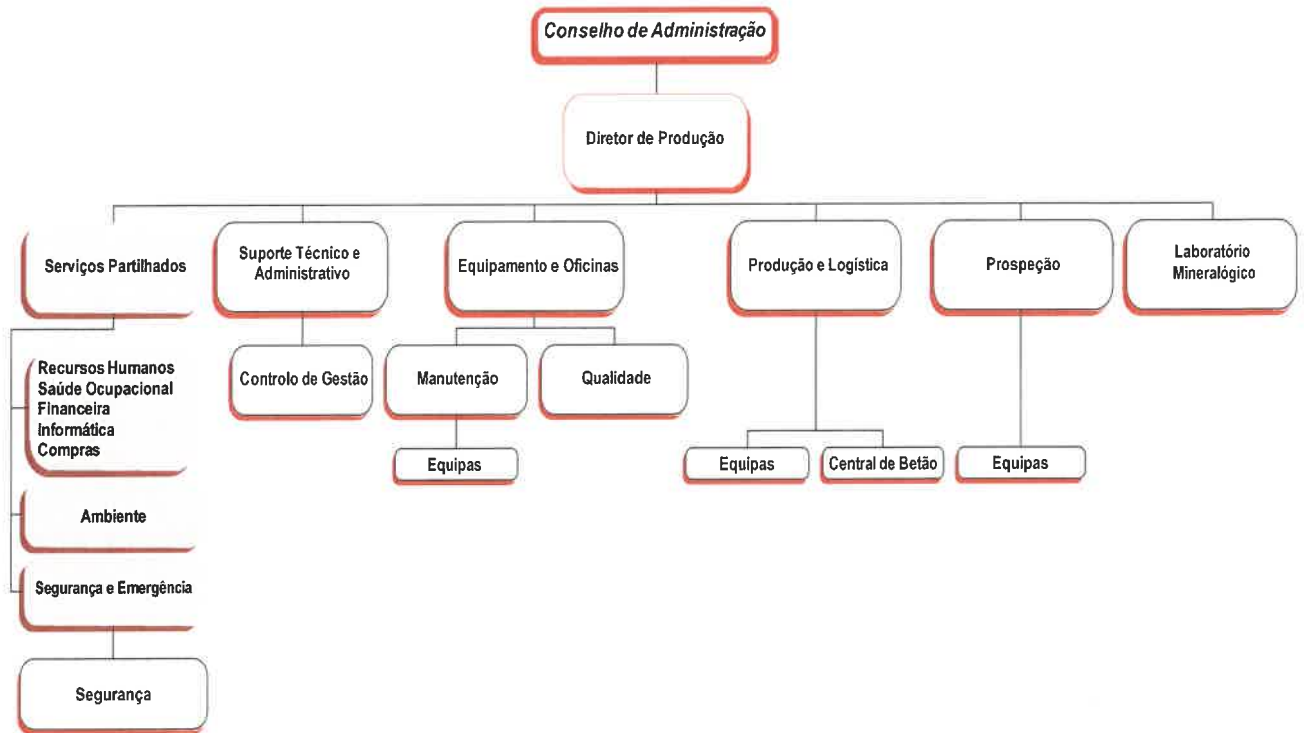 Conselho de Administração
Diretor de Produção
Serviços Partilhados
Suporte Técnico e
Administrativo
Equipamento e Oficinas
Produção e Logística
Prospeção
Laboratório
Mineralógico
Recursos Humanos
Saúde Ocupacional
Financeira
Informática
Compras
Controlo de Gestão
Manutenção
Qualidade
Equipas
Equipas
Central de Betão
Equipas
Ambiente
Segurança e Emergência
Segurança